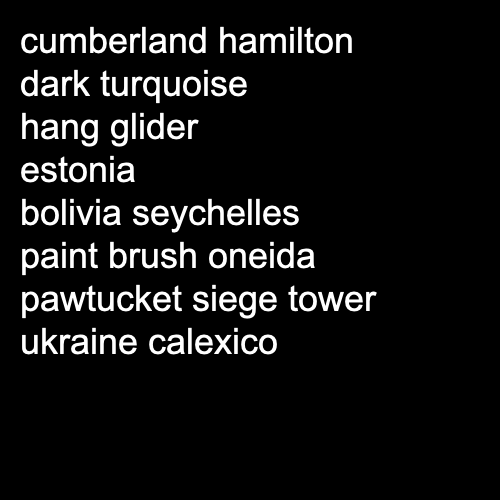 cumberland hamilton
dark turquoise
hang glider
estonia
bolivia seychelles
paint brush oneida
pawtucket siege tower
ukraine calexico